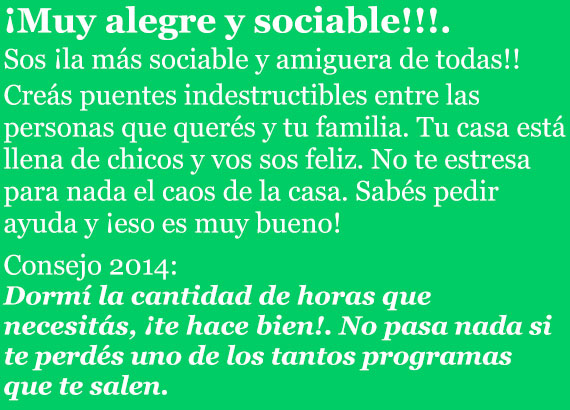 ¡Muy alegre y sociable!!!.
Sos ¡la más sociable y amiguera de todas!!
Creás puentes indestructibles entre las
personas que querés y tu familia. Tu casa está
llena de chicos y vos sos feliz. No te estresa
para nada el caos de la casa. Sabés pedir
ayuda y ¡eso es muy bueno!
Consejo 2014:
Dormí la cantidad de horas que
necesitás, ¡te hace bien!. No pasa nada si
te perdés uno de los tantos programas
que te salen.